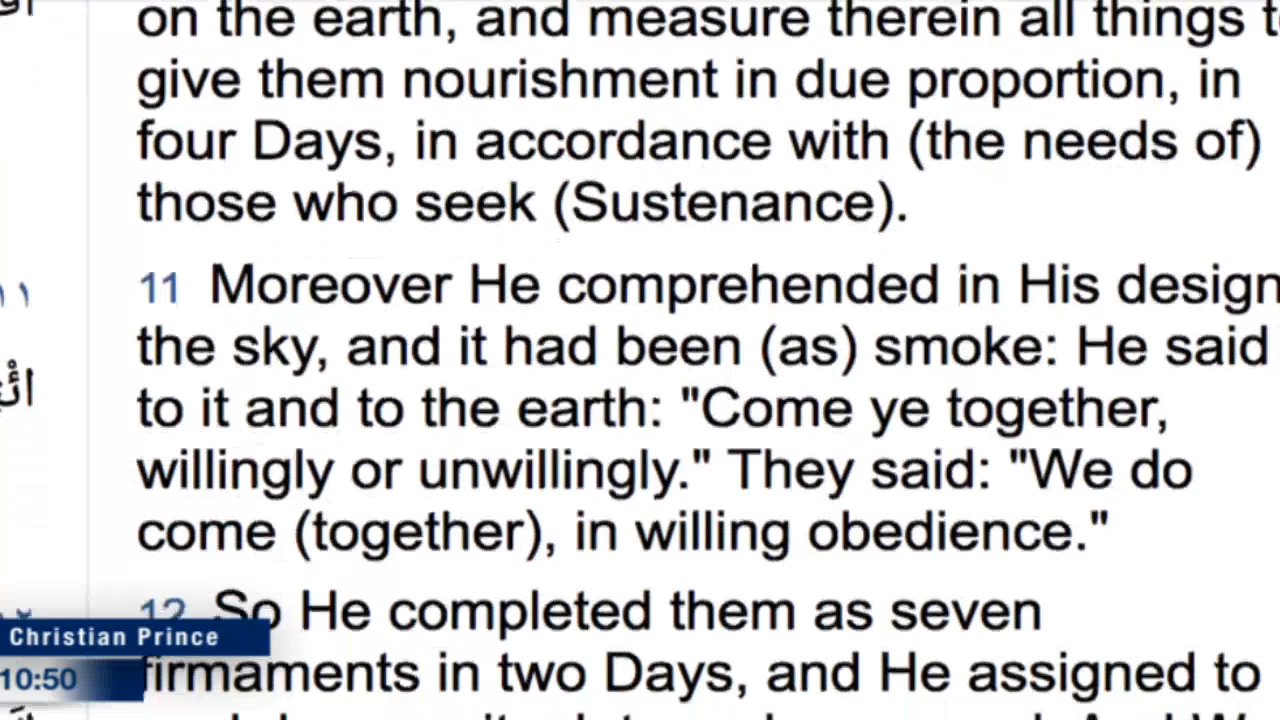 on the earth, and measure therein all things
give them nourishment in due proportion, in
four Days, in accordance with (the needs of)
those who seek (Sustenance).
11 Moreover He comprehended in His design
the sky, and it had been (as) smoke: He said
to it and to the earth: "Come ye together,
willingly or unwillingly." They said: "We do
come (together), in willing obedience."
12 So He completed them as seven
firmaments in two Days, and He assigned to
١١
Christian Prince
10:50